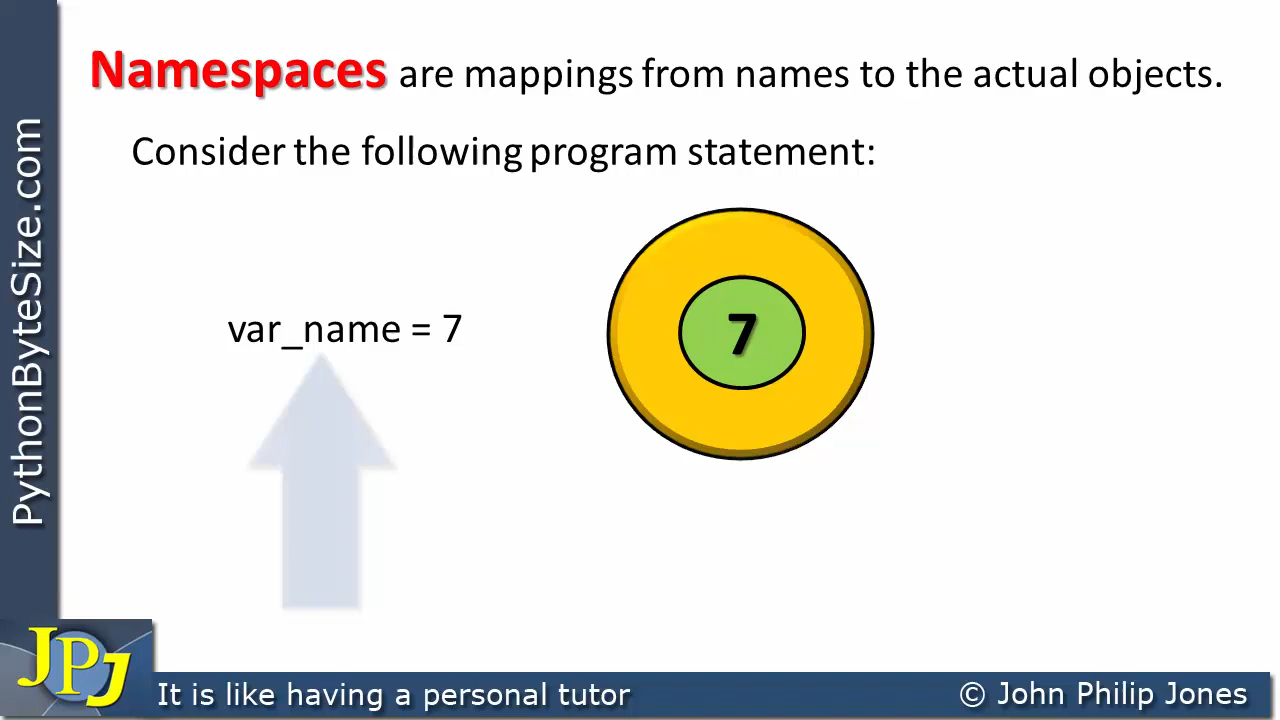 Namespaces are mappings from names to the actual objects.
Consider the following program statement:
var_name = 7
7
PythonByteSize.com
JPJ
It is like having a personal tutor
© John Philip Jones